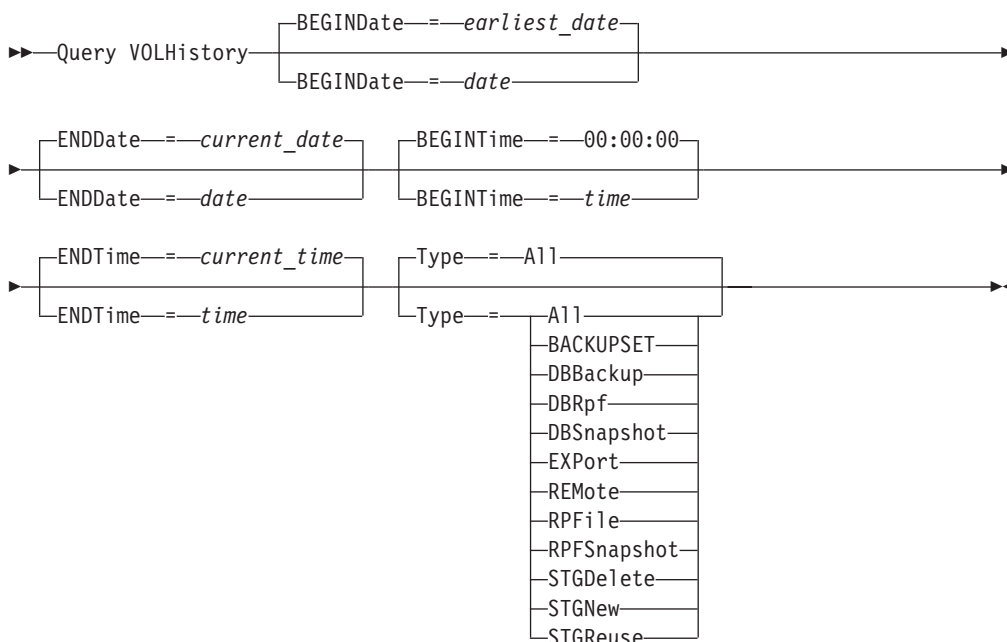 BEGINDate = earliest_date
Query VOLHistory
BEGINDate = date
ENDDate = current_date BEGINTime = 00:00:00
ENDDate = date BEGINTime = time
ENDTime = current_time Type = All
ENDTime = time Type = All
BACKUPSET
DBBackup
DBRpf
DBSnapshot
EXPort
REMote
RPFile
RPFSnapshot
STGDelete
STGNew
STGReuse